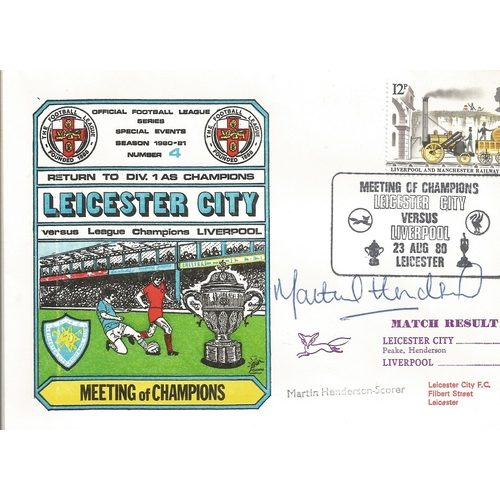 THE FOOTBALL LEAGUE
FOUNDED 1888
OFFICIAL FOOTBALL LEAGUE
SERIES
SPECIAL EVENTS
SEASON 1980-81
NUMBER 4
THE FOOTBALL LEAGUE
FOUNDED 1888
RETURN TO DIV. 1 AS CHAMPIONS
LEICESTER CITY
versus League Champions LIVERPOOL
MEETING of CHAMPIONS
12P
LIVERPOOL AND MANCHESTER RAILWAY
MEETING OF CHAMPIONS
LEICESTER CITY
VERSUS
LIVERPOOL
23 AUG 80
LEICESTER
Martin Henderson
MATCH RESULT
LEICESTER CITY
Peake, Henderson
LIVERPOOL
Martin Henderson-Scorer
Leicester City F.C,
Filbert Street
Leicester